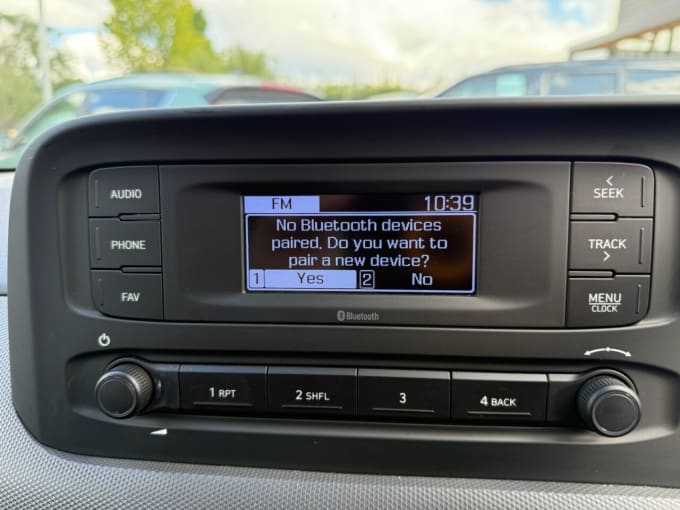 AUDIO
PHONE
FAV
FM 10:39
No Bluetooth devices
paired. Do you want to
pair a new device?
1 Yes 2 No
Bluetooth
< SEEK
TRACK >
MENU
CLOCK
1 RPT
2 SHFL
3
4 BACK